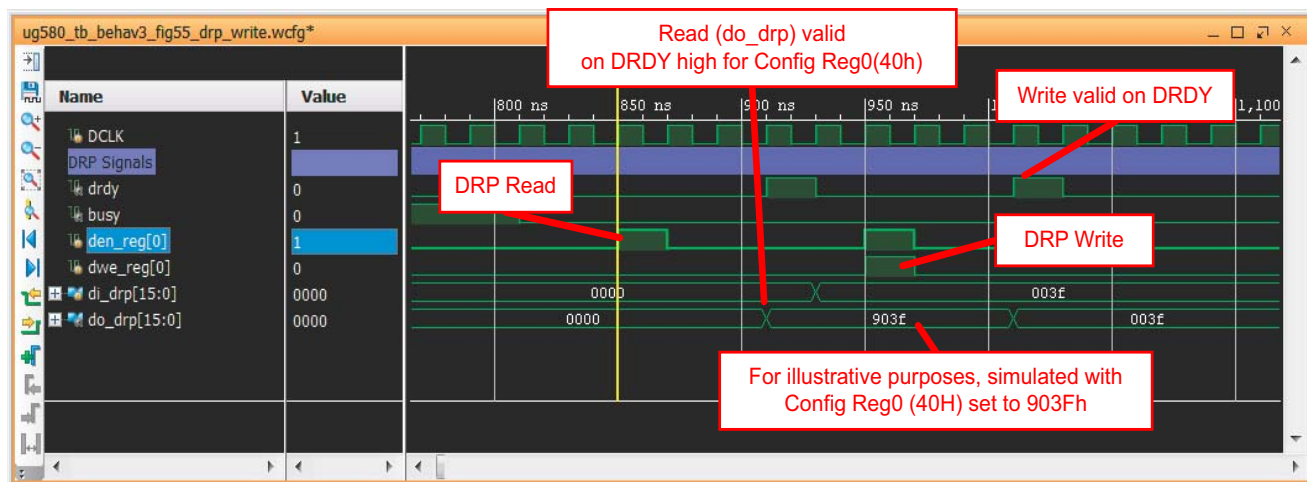 ug580_tb_behav3_fig55_drp_write.wcfg*
Read (do_drp) valid
on DRDY high for Config Reg0(40h)
Name Value
800 ns 850 ns 900 ns 950 ns 1,100
Write valid on DRDY
DCLK 1
DRP Signals
drdy 0
DRP Read
busy 0
den_reg[0] 1
DRP Write
dwe_reg[0] 0
di_drp[15:0] 0000 0000 003f
do_drp[15:0] 0000 0000 903f 003f
For illustrative purposes, simulated with
Config Reg0 (40H) set to 903Fh